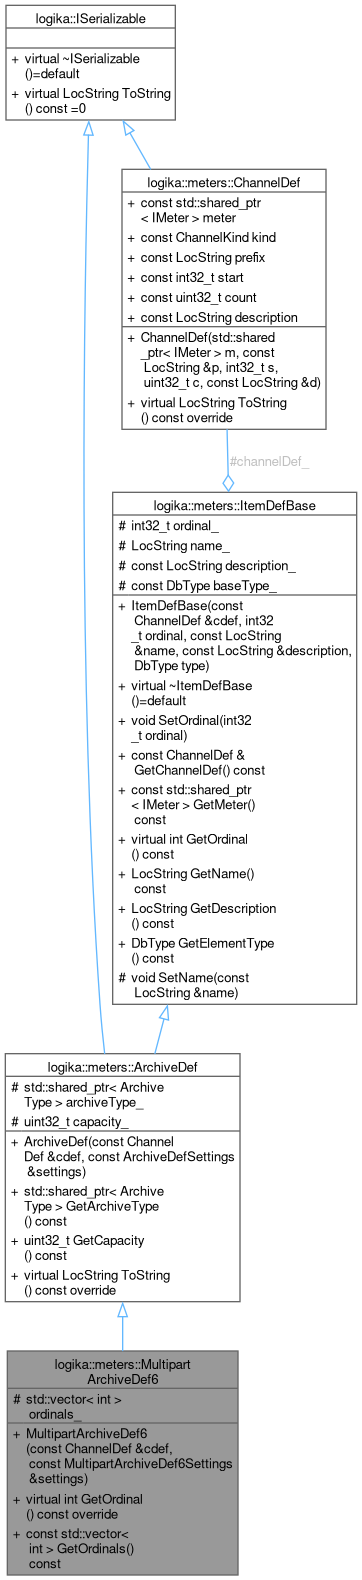 logika::ISerializable
+ virtual ~ISerializable
()=default
+ virtual LocString ToString
() const =0
logika::meters::ChannelDef
+ const std::shared_ptr
< IMeter > meter
+ const ChannelKind kind
+ const LocString prefix
+ const int32_t start
+ const uint32_t count
+ const LocString description
+ ChannelDef(std::shared
_ptr< IMeter > m, const
LocString &p, int32_t s,
uint32_t c, const LocString &d)
+ virtual LocString ToString
() const override
#channelDef_
logika::meters::ItemDefBase
# int32_t ordinal_
# LocString name_
# const LocString description_
# const DbType baseType_
+ ItemDefBase(const
ChannelDef &cdef, int32
_t ordinal, const LocString
&name, const LocString &description,
DbType type)
+ virtual ~ItemDefBase
()=default
+ void SetOrdinal(int32
_t ordinal)
+ const ChannelDef &
GetChannelDef() const
+ const std::shared_ptr
< IMeter > GetMeter()
const
+ virtual int GetOrdinal
() const
+ LocString GetName()
const
+ LocString GetDescription
() const
+ DbType GetElementType
() const
# void SetName(const
LocString &name)
logika::meters::ArchiveDef
# std::shared_ptr< Archive
Type > archiveType_
# uint32_t capacity_
+ ArchiveDef(const Channel
Def &cdef, const ArchiveDefSettings
&settings)
+ std::shared_ptr< Archive
Type > GetArchiveType
() const
+ uint32_t GetCapacity
() const
+ virtual LocString ToString
() const override
logika::meters::Multipart
ArchiveDef6
# std::vector< int >
ordinals_
+ MultipartArchiveDef6
(const ChannelDef &cdef,
const MultipartArchiveDef6Settings
&settings)
+ virtual int GetOrdinal
() const override
+ const std::vector<
int > GetOrdinals()
const